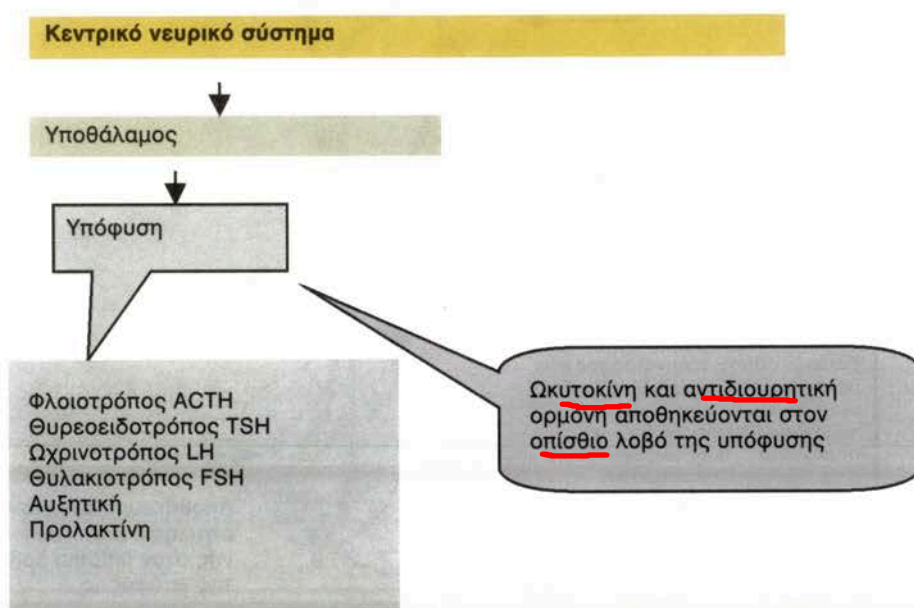 Κεντρικό νευρικό σύστημα
Υποθάλαμος
Υπόφυση
Φλοιοτρόπος ACTH
Θυρεοειδοτρόπος TSH
Ωχρινοτρόπος LH
Θυλακιοτρόπος FSH
Αυξητική
Προλακτίνη
Ωκυτοκίνη και αντιδιουρητική
ορμόνη αποθηκεύονται στον
οπίσθιο λοβό της υπόφυσης